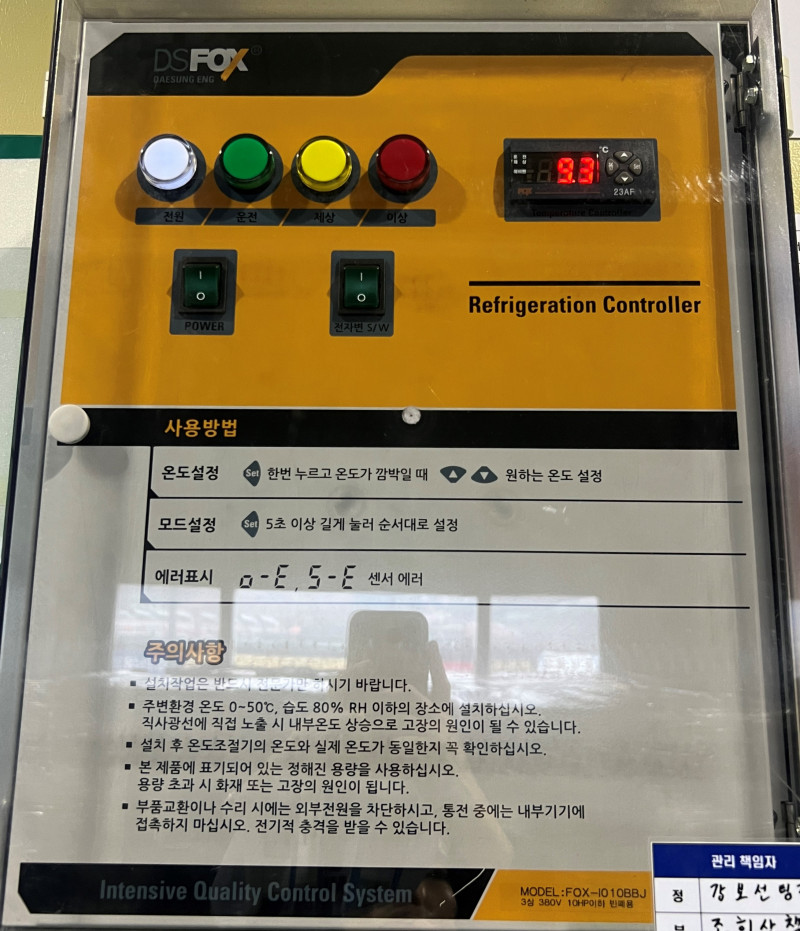 DSFOX
DAESUNG ENG
전원 운전 제상 이상
°C
23AF
Temperature Controller
POWER
전자변 S/W
Refrigeration Controller
사용방법
온도설정 Set 한번 누르고 온도가 깜박일 때 원하는 온도 설정
모드설정 Set 5초 이상 길게 눌러 순서대로 설정
에러표시 o-E, S-E 센서 에러
주의사항
▪ 설치작업은 반드시 전문가만 하시기 바랍니다.
▪ 주변환경 온도 0~50℃, 습도 80% RH 이하의 장소에 설치하십시오.
직사광선에 직접 노출 시 내부온도 상승으로 고장의 원인이 될 수 있습니다.
▪ 설치 후 온도조절기의 온도와 실제 온도가 동일한지 꼭 확인하십시오.
▪ 본 제품에 표기되어 있는 정해진 용량을 사용하십시오.
용량 초과 시 화재 또는 고장의 원인이 됩니다.
▪ 부품교환이나 수리 시에는 외부전원을 차단하시고, 통전 중에는 내부기기에
접촉하지 마십시오. 전기적 충격을 받을 수 있습니다.
Intensive Quality Control System
MODEL:FOX-I010BBJ
3상 380V 10HP이하 반폐용
관리 책임자
정 강보선 팀
부